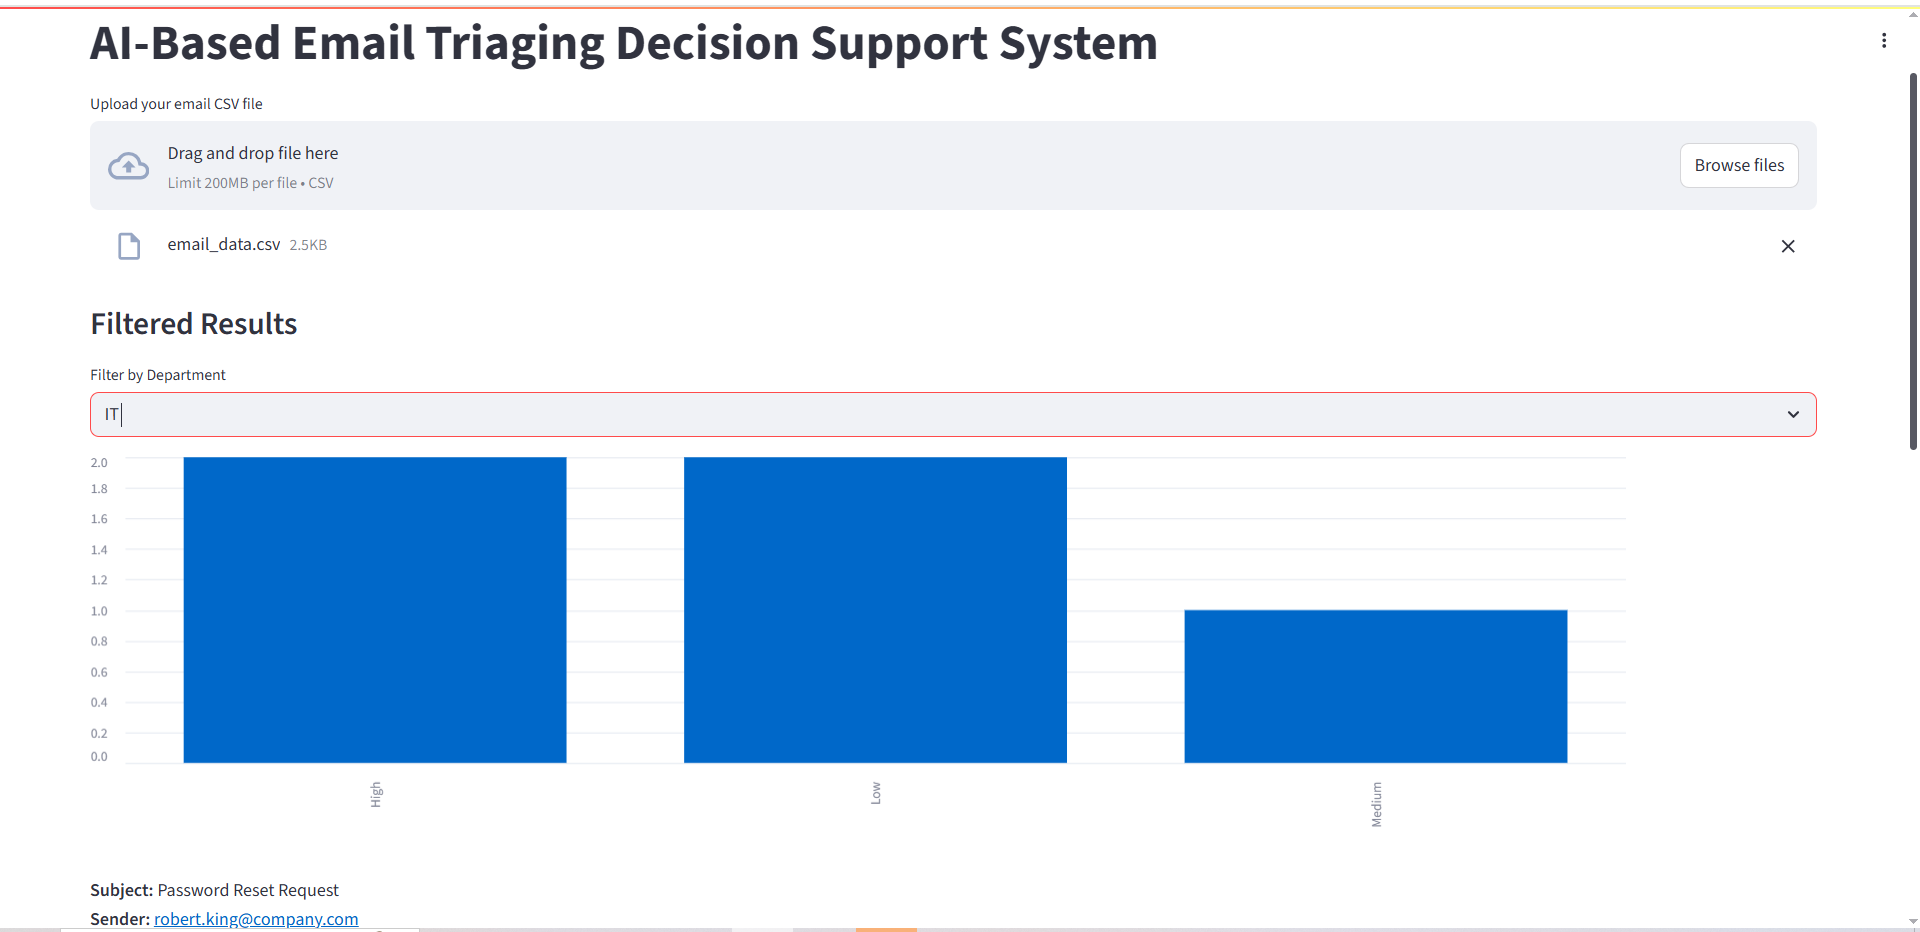 AI-Based Email Triaging Decision Support System
Upload your email CSV file
Drag and drop file here
Limit 200MB per file • CSV
Browse files
email_data.csv 2.5KB
Filtered Results
Filter by Department
IT
2.0
1.8
1.6
1.4
1.2
1.0
0.8
0.6
0.4
0.2
0.0
High
Low
Medium
Subject: Password Reset Request
Sender: robert.king@company.com